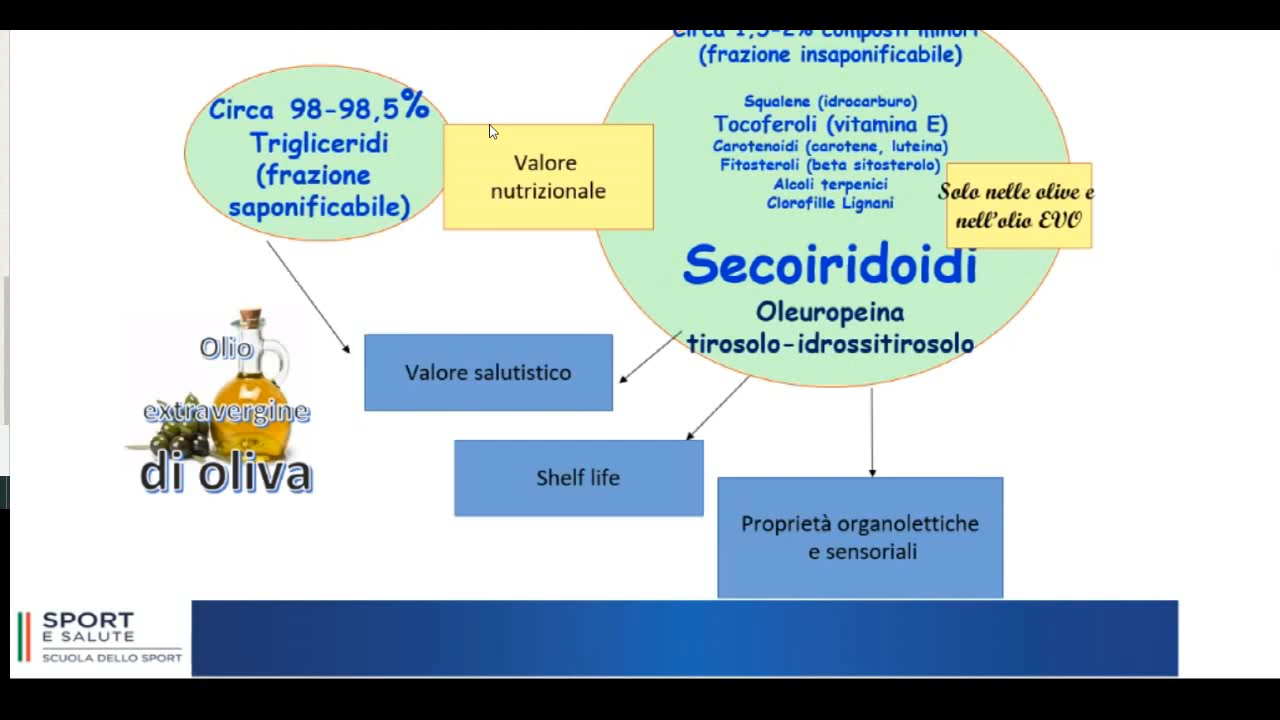 Circa 1,5-2% composti minori
(frazione insaponificabile)
Squalene (idrocarburo)
Tocoferoli (vitamina E)
Carotenoidi (carotene, luteina)
Fitosteroli (beta sitosterolo)
Alcoli terpenici
Clorofille Lignani
Secoiridoidi
Oleuropeina
tirosolo-idrossitirosolo
Circa 98-98,5%
Trigliceridi
(frazione
saponificabile)
Valore
nutrizionale
Solo nelle olive e
nell'olio EVO
Olio
extravergine
di oliva
Valore salutistico
Shelf life
Proprietà organolettiche
e sensoriali
SPORT
E SALUTE
SCUOLA DELLO SPORT